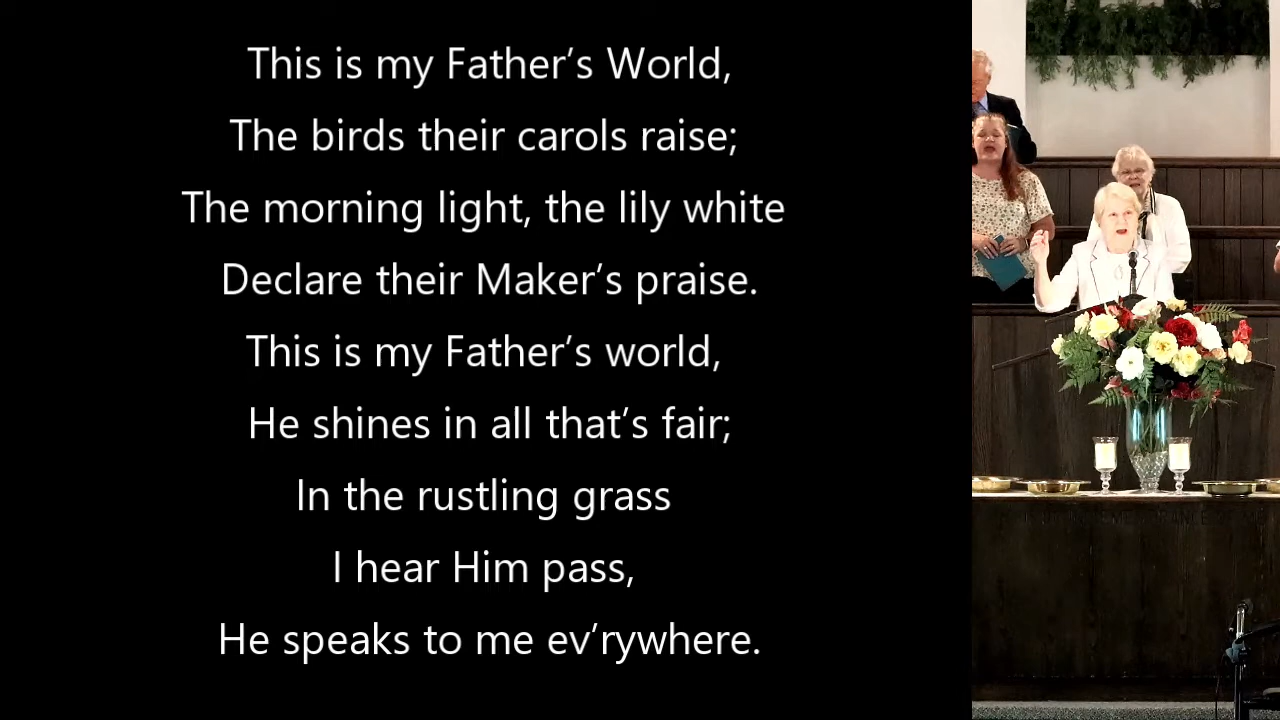 This is my Father’s World,
The birds their carols raise;
The morning light, the lily white
Declare their Maker’s praise.
This is my Father’s world,
He shines in all that’s fair;
In the rustling grass
I hear Him pass,
He speaks to me ev’rywhere.